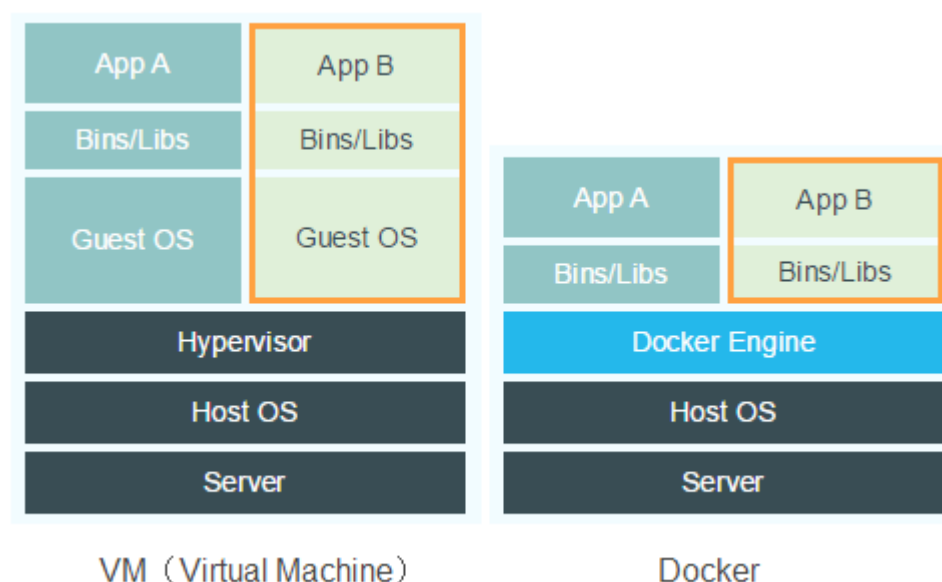 App A
App B
Bins/Libs
Bins/Libs
Guest OS
Guest OS
Hypervisor
Host OS
Server
VM（Virtual Machine）
App A
App B
Bins/Libs
Bins/Libs
Docker Engine
Host OS
Server
Docker